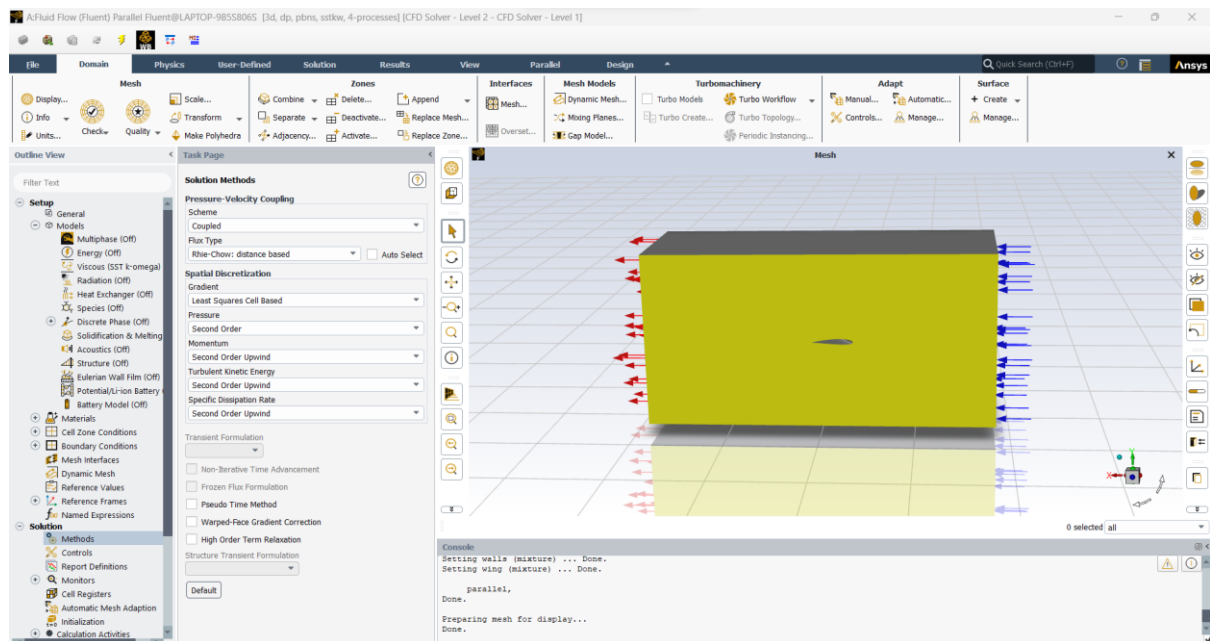 A:Fluid Flow (Fluent) Parallel Fluent@LAPTOP-985S806S [3d, dp, pbns, sstkw, 4-processes] [CFD Solver - Level 2 - CFD Solver - Level 1]
File Domain Physics User-Defined Solution Results View Parallel Design
Quick Search (Ctrl+F)
Ansys
Mesh
Display...
Info
Units...
Check
Quality
Scale...
Transform
Make Polyhedra
Zones
Combine
Delete...
Append
Separate
Deactivate...
Replace Mesh...
Adjacency...
Activate...
Replace Zone...
Interfaces
Mesh...
Overset...
Mesh Models
Dynamic Mesh...
Mixing Planes...
Gap Model...
Turbomachinery
Turbo Models
Turbo Workflow
Turbo Create...
Turbo Topology...
Periodic Instancing...
Adapt
Manual...
Automatic...
Controls...
Manage...
Surface
+ Create
Manage...
Outline View
Filter Text
Setup
General
Models
Multiphase (Off)
Energy (Off)
Viscous (SST k-omega)
Radiation (Off)
Heat Exchanger (Off)
Species (Off)
Discrete Phase (Off)
Solidification & Melting
Acoustics (Off)
Structure (Off)
Eulerian Wall Film (Off)
Potential/Li-ion Battery
Battery Model (Off)
Materials
Cell Zone Conditions
Boundary Conditions
Mesh Interfaces
Dynamic Mesh
Reference Values
Reference Frames
Named Expressions
Solution
Methods
Controls
Report Definitions
Monitors
Cell Registers
Automatic Mesh Adaption
Initialization
Calculation Activities
Task Page
Solution Methods
Pressure-Velocity Coupling
Scheme
Coupled
Flux Type
Rhie-Chow: distance based
Auto Select
Spatial Discretization
Gradient
Least Squares Cell Based
Pressure
Second Order
Momentum
Second Order Upwind
Turbulent Kinetic Energy
Second Order Upwind
Specific Dissipation Rate
Second Order Upwind
Transient Formulation
Non-Iterative Time Advancement
Frozen Flux Formulation
Pseudo Time Method
Warped-Face Gradient Correction
High Order Term Relaxation
Structure Transient Formulation
Default
Mesh
0 selected all
Console
Setting walls (mixture) ... Done.
Setting wing (mixture) ... Done.
parallel,
Done.
Preparing mesh for display...
Done.